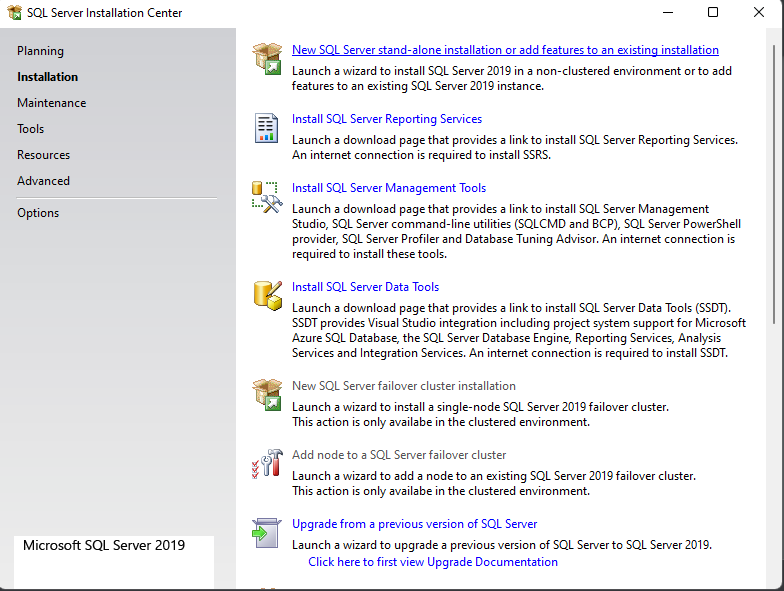 SQL Server Installation Center
Planning
Installation
Maintenance
Tools
Resources
Advanced
Options
Microsoft SQL Server 2019
New SQL Server stand-alone installation or add features to an existing installation
Launch a wizard to install SQL Server 2019 in a non-clustered environment or to add
features to an existing SQL Server 2019 instance.
Install SQL Server Reporting Services
Launch a download page that provides a link to install SQL Server Reporting Services.
An internet connection is required to install SSRS.
Install SQL Server Management Tools
Launch a download page that provides a link to install SQL Server Management
Studio, SQL Server command-line utilities (SQLCMD and BCP), SQL Server PowerShell
provider, SQL Server Profiler and Database Tuning Advisor. An internet connection is
required to install these tools.
Install SQL Server Data Tools
Launch a download page that provides a link to install SQL Server Data Tools (SSDT).
SSDT provides Visual Studio integration including project system support for Microsoft
Azure SQL Database, the SQL Server Database Engine, Reporting Services, Analysis
Services and Integration Services. An internet connection is required to install SSDT.
New SQL Server failover cluster installation
Launch a wizard to install a single-node SQL Server 2019 failover cluster.
This action is only availabe in the clustered environment.
Add node to a SQL Server failover cluster
Launch a wizard to add a node to an existing SQL Server 2019 failover cluster.
This action is only availabe in the clustered environment.
Upgrade from a previous version of SQL Server
Launch a wizard to upgrade a previous version of SQL Server to SQL Server 2019.
Click here to first view Upgrade Documentation